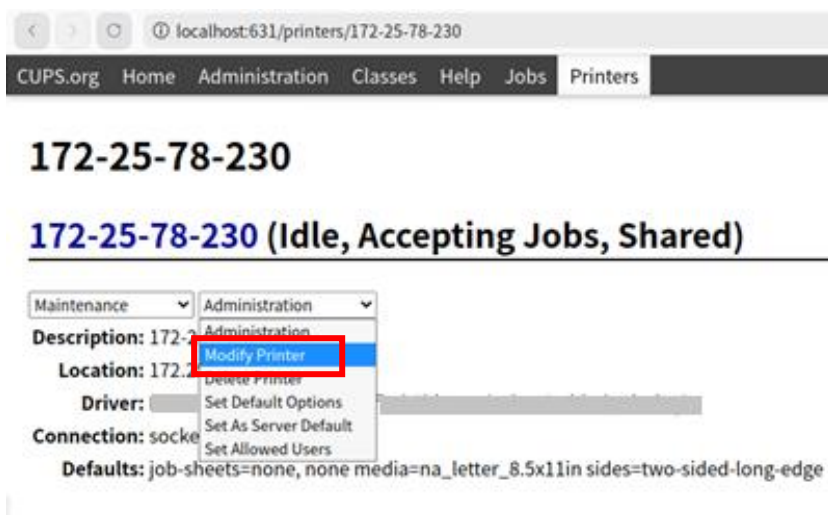 localhost:631/printers/172-25-78-230
CUPS.org Home Administration Classes Help Jobs Printers
172-25-78-230
172-25-78-230 (Idle, Accepting Jobs, Shared)
Maintenance Administration
Administration
Description: 172-2
Modify Printer
Location: 172.2
Delete Printer
Driver:
Set Default Options
Set As Server Default
Connection: socke
Set Allowed Users
Defaults: job-sheets=none, none media=na_letter_8.5x11in sides=two-sided-long-edge